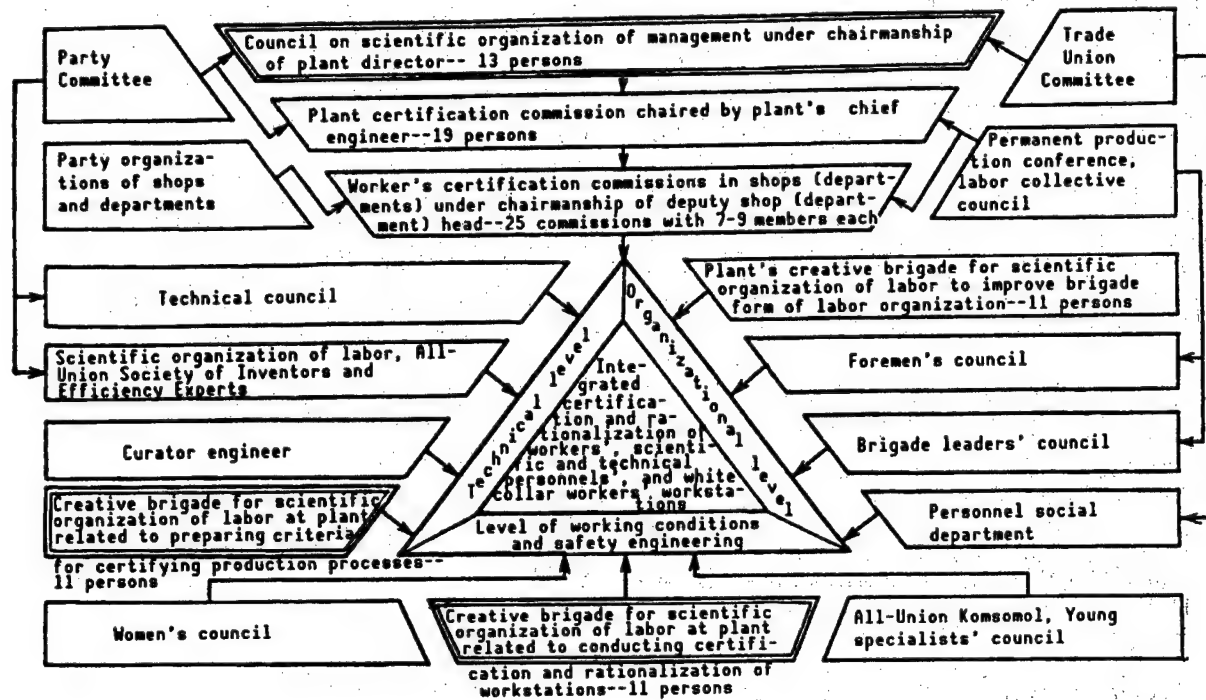 Party
Committee
Council on scientific organization of management under chairmanship
of plant director-- 13 persons
Trade
Union
Committee
Plant certification commission chaired by plant's chief
engineer--19 persons
Party organiza-
tions of shops
and departments
Worker's certification commissions in shops (depart-
ments) under chairmanship of deputy shop (depart-
ment) head--25 commissions with 7-9 members each
Permanent produc-
tion conference,
labor collective
council
Technical council
Plant's creative brigade for scientific
organization of labor to improve brigade
form of labor organization--11 persons
Scientific organization of labor, All-
Union Society of Inventors and
Efficiency Experts
Foremen's council
Curator engineer
Brigade leaders' council
Creative brigade for scientific
organization of labor at plant
related to preparing criteria
for certifying production processes--
11 persons
Personnel social
department
Technical level
Organizational level
Inte-
grated
certifica-
tion and ra-
tionalization of
workers', scienti-
fic and technical
personnels', and white
collar workers' worksta-
tions
Level of working conditions
and safety engineering
Women's council
Creative brigade for scientific
organization of labor at plant
related to conducting certifi-
cation and rationalization of
workstations--11 persons
All-Union Komsomol, Young
specialists' council